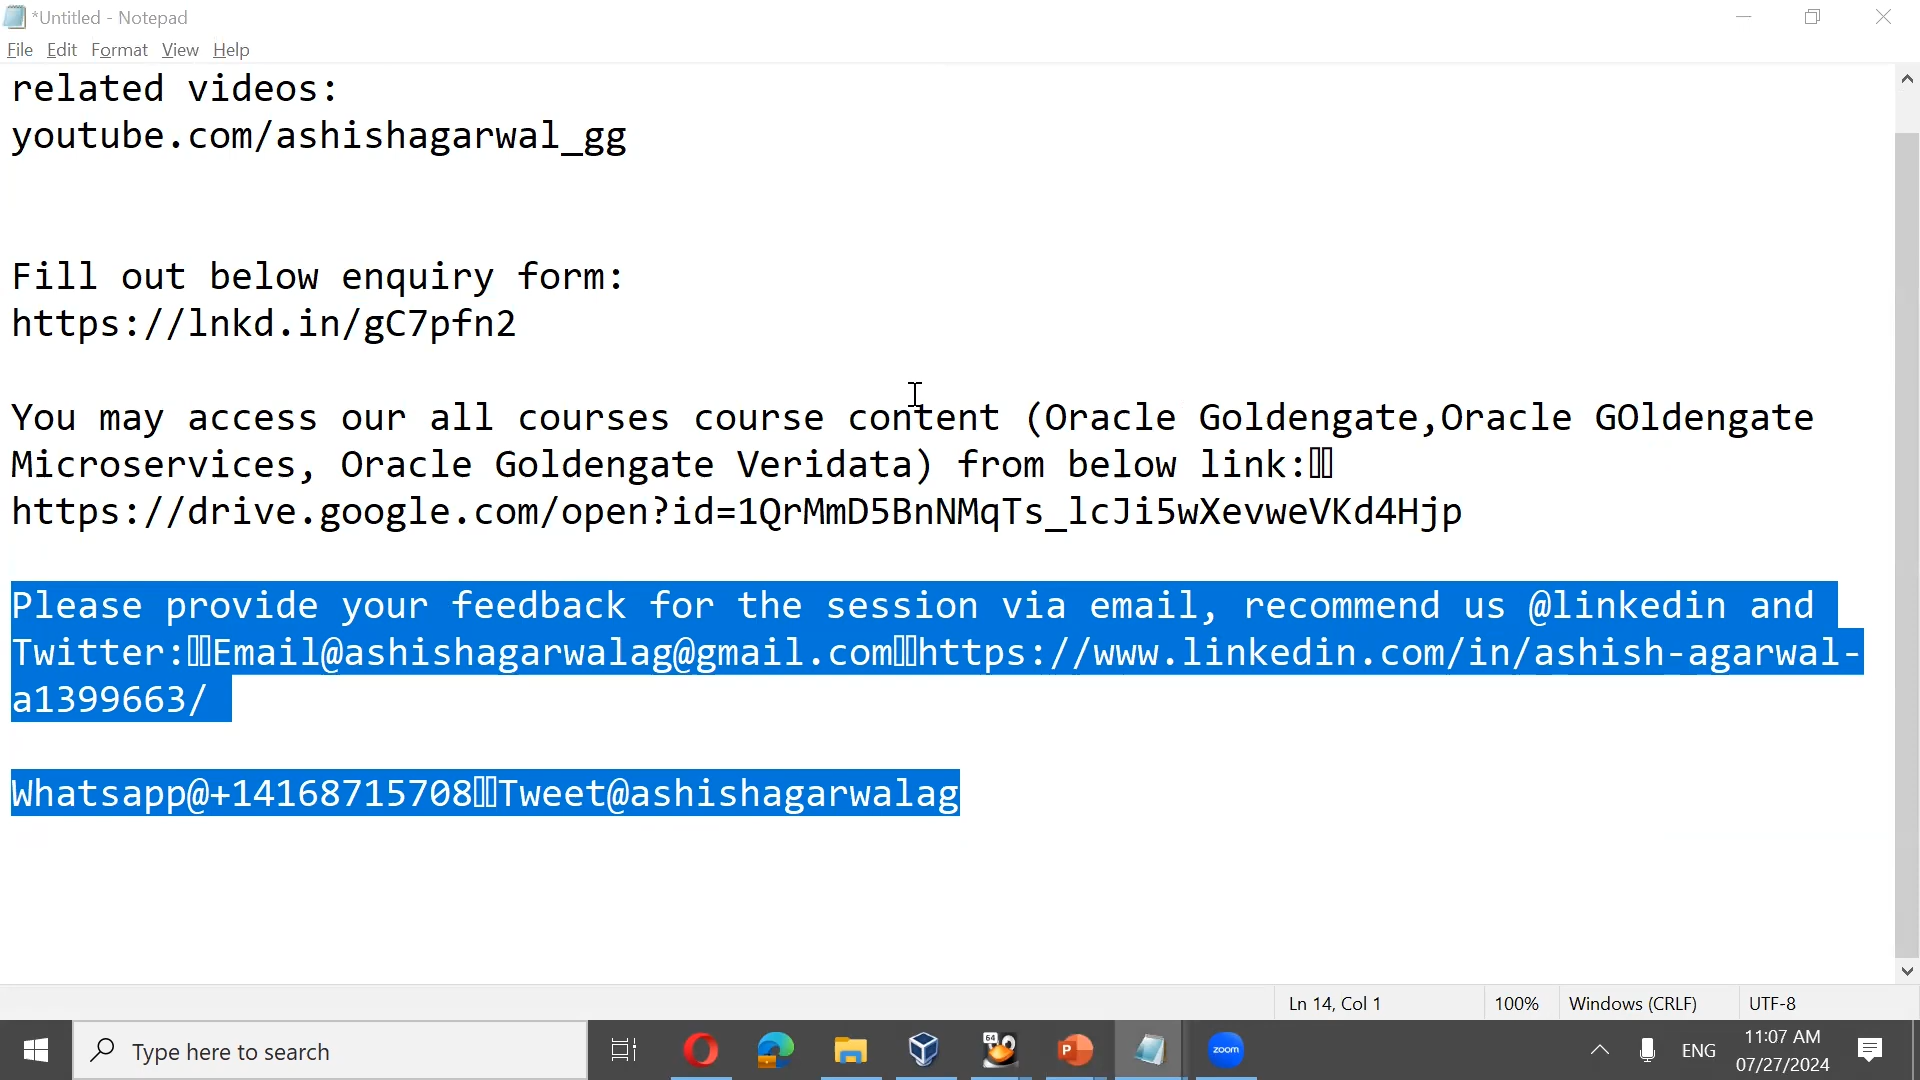 *Untitled - Notepad
File Edit Format View Help
related videos:
youtube.com/ashishagarwal_gg
Fill out below enquiry form:
https://lnkd.in/gC7pfn2
You may access our all courses course content (Oracle Goldengate,Oracle GOldengate
Microservices, Oracle Goldengate Veridata) from below link:
https://drive.google.com/open?id=1QrMmD5BnNMqTs_lcJi5wXevweVKd4Hjp
Please provide your feedback for the session via email, recommend us @linkedin and
Twitter:Email@ashishagarwalag@gmail.comhttps://www.linkedin.com/in/ashish-agarwal-
a1399663/
Whatsapp@+14168715708Tweet@ashishagarwalag
Ln 14, Col 1 100% Windows (CRLF) UTF-8
Type here to search 64 P zoom ENG 11:07 AM
07/27/2024